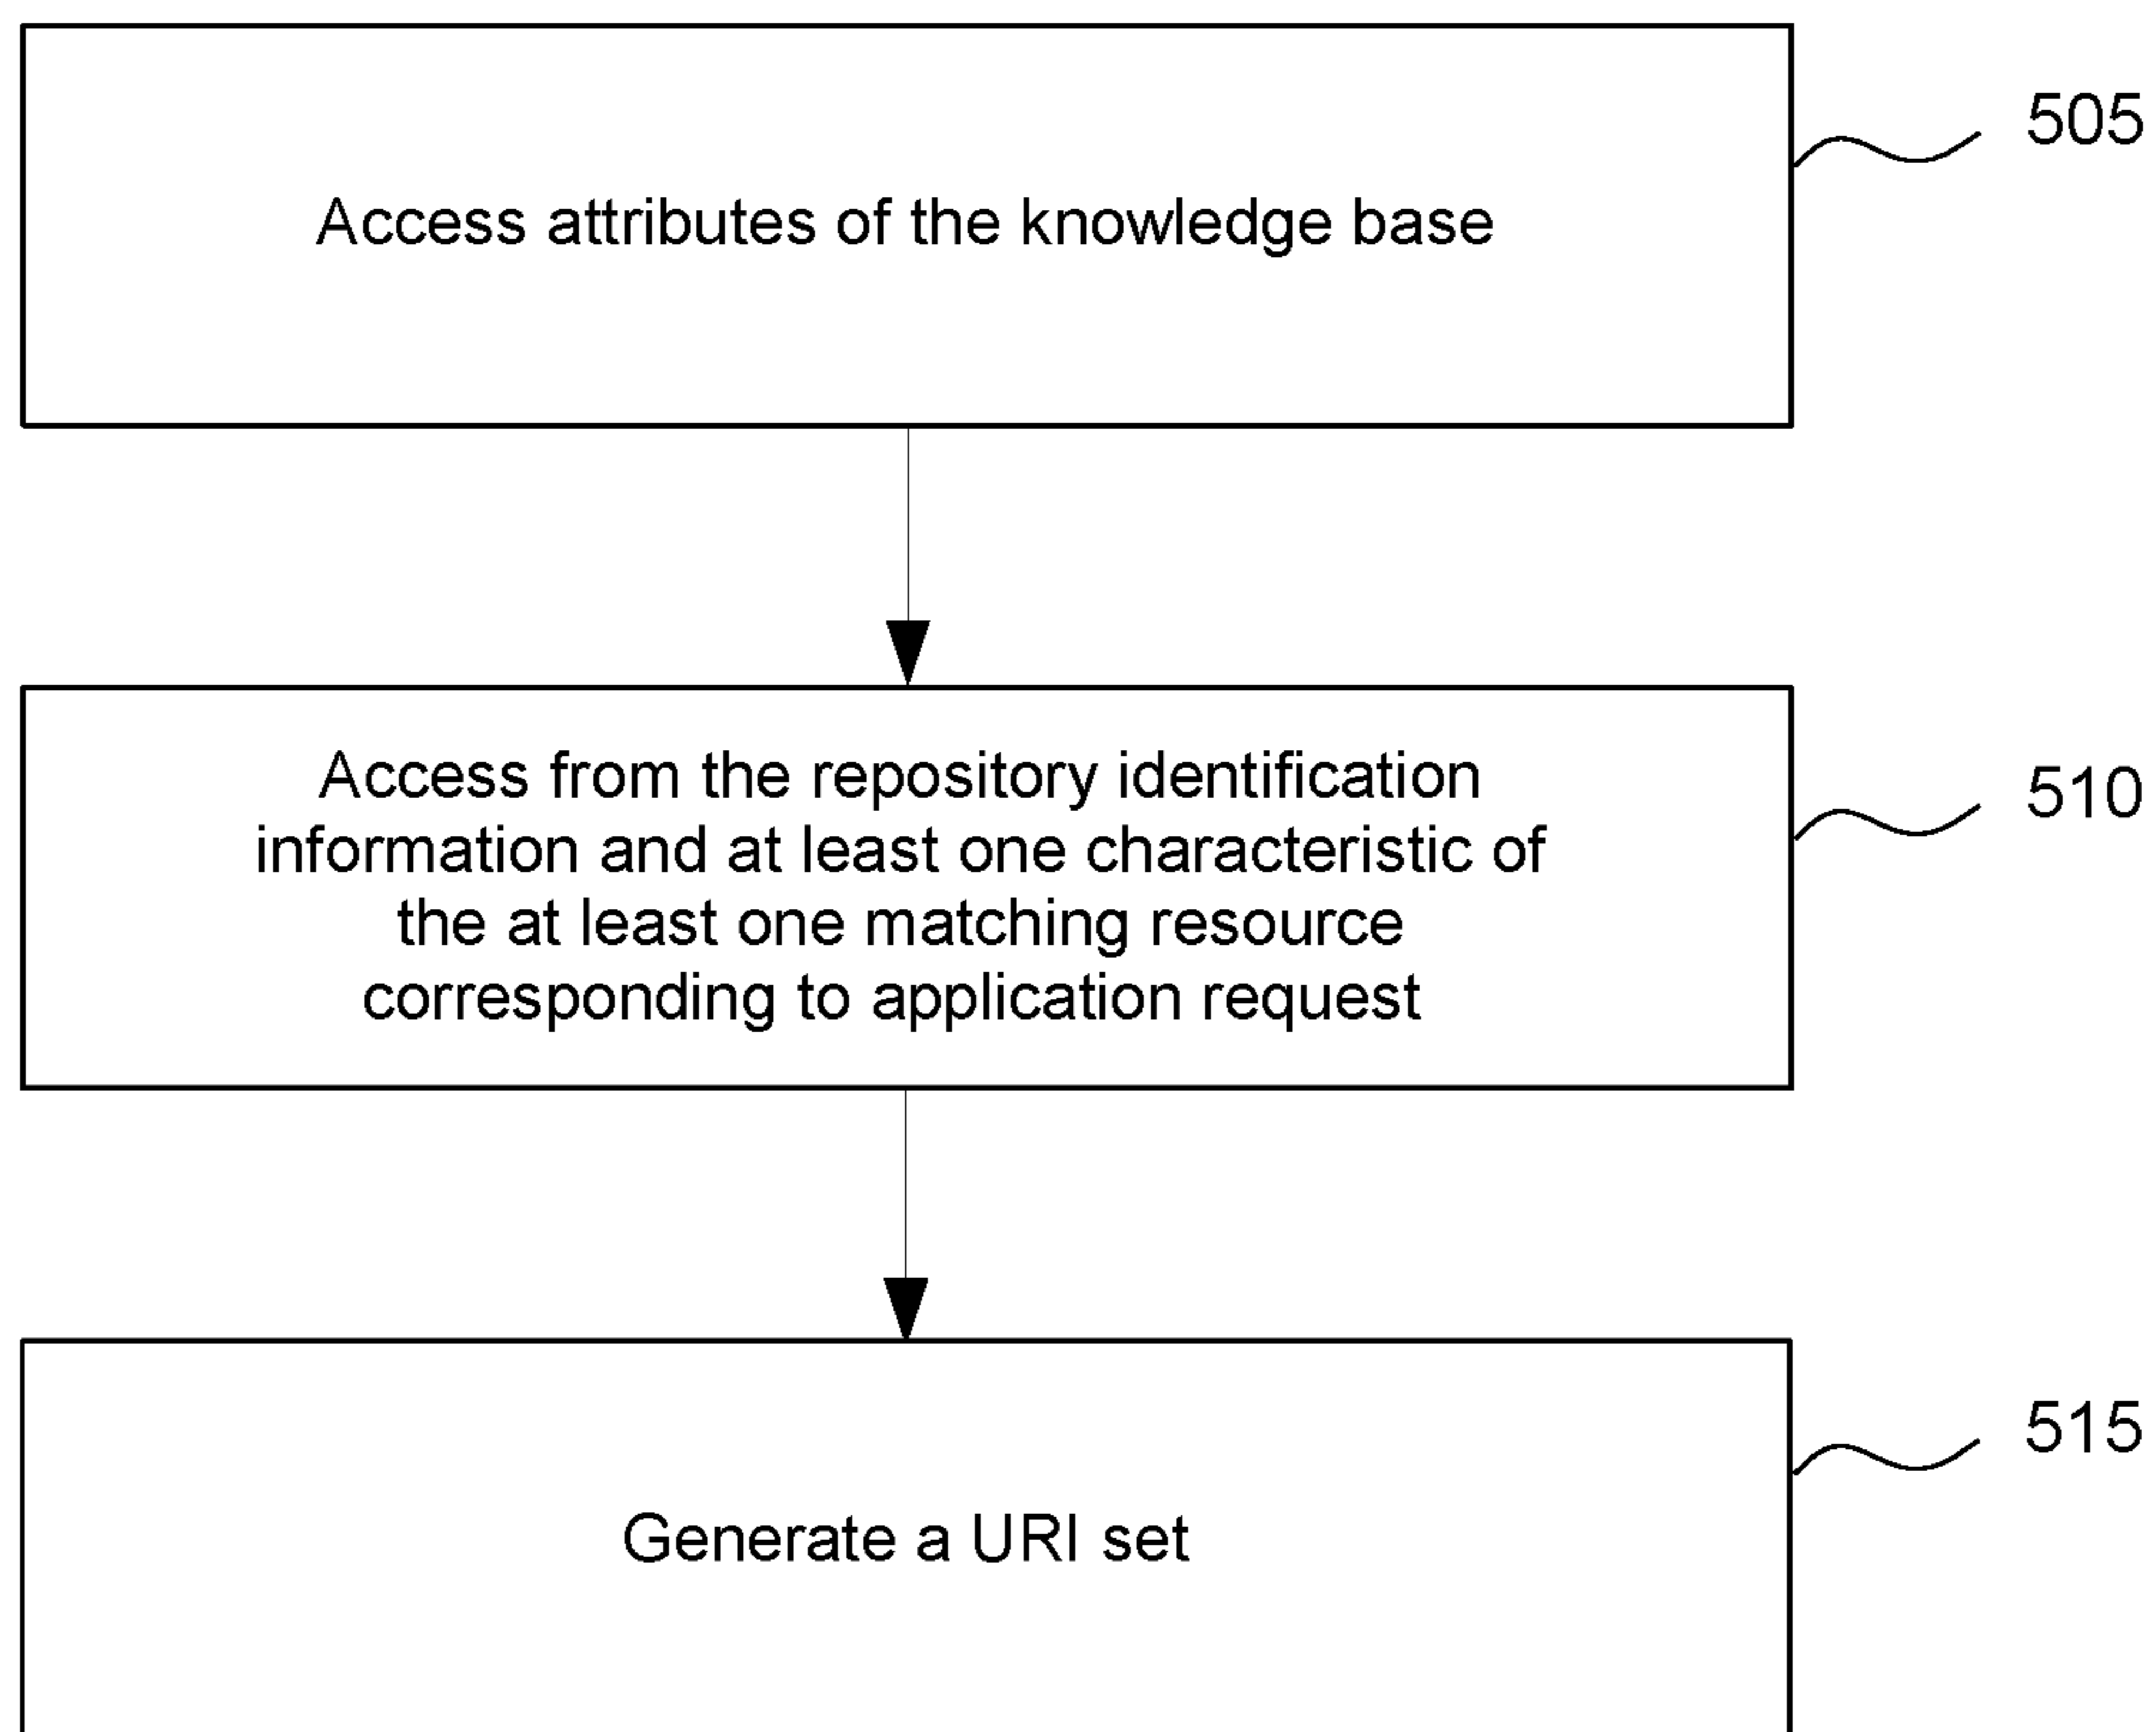 505
Access attributes of the knowledge base
Access from the repository identification
510
information and at least one characteristic of
the at least one matching resource
corresponding to application request
515
Generate a URI set